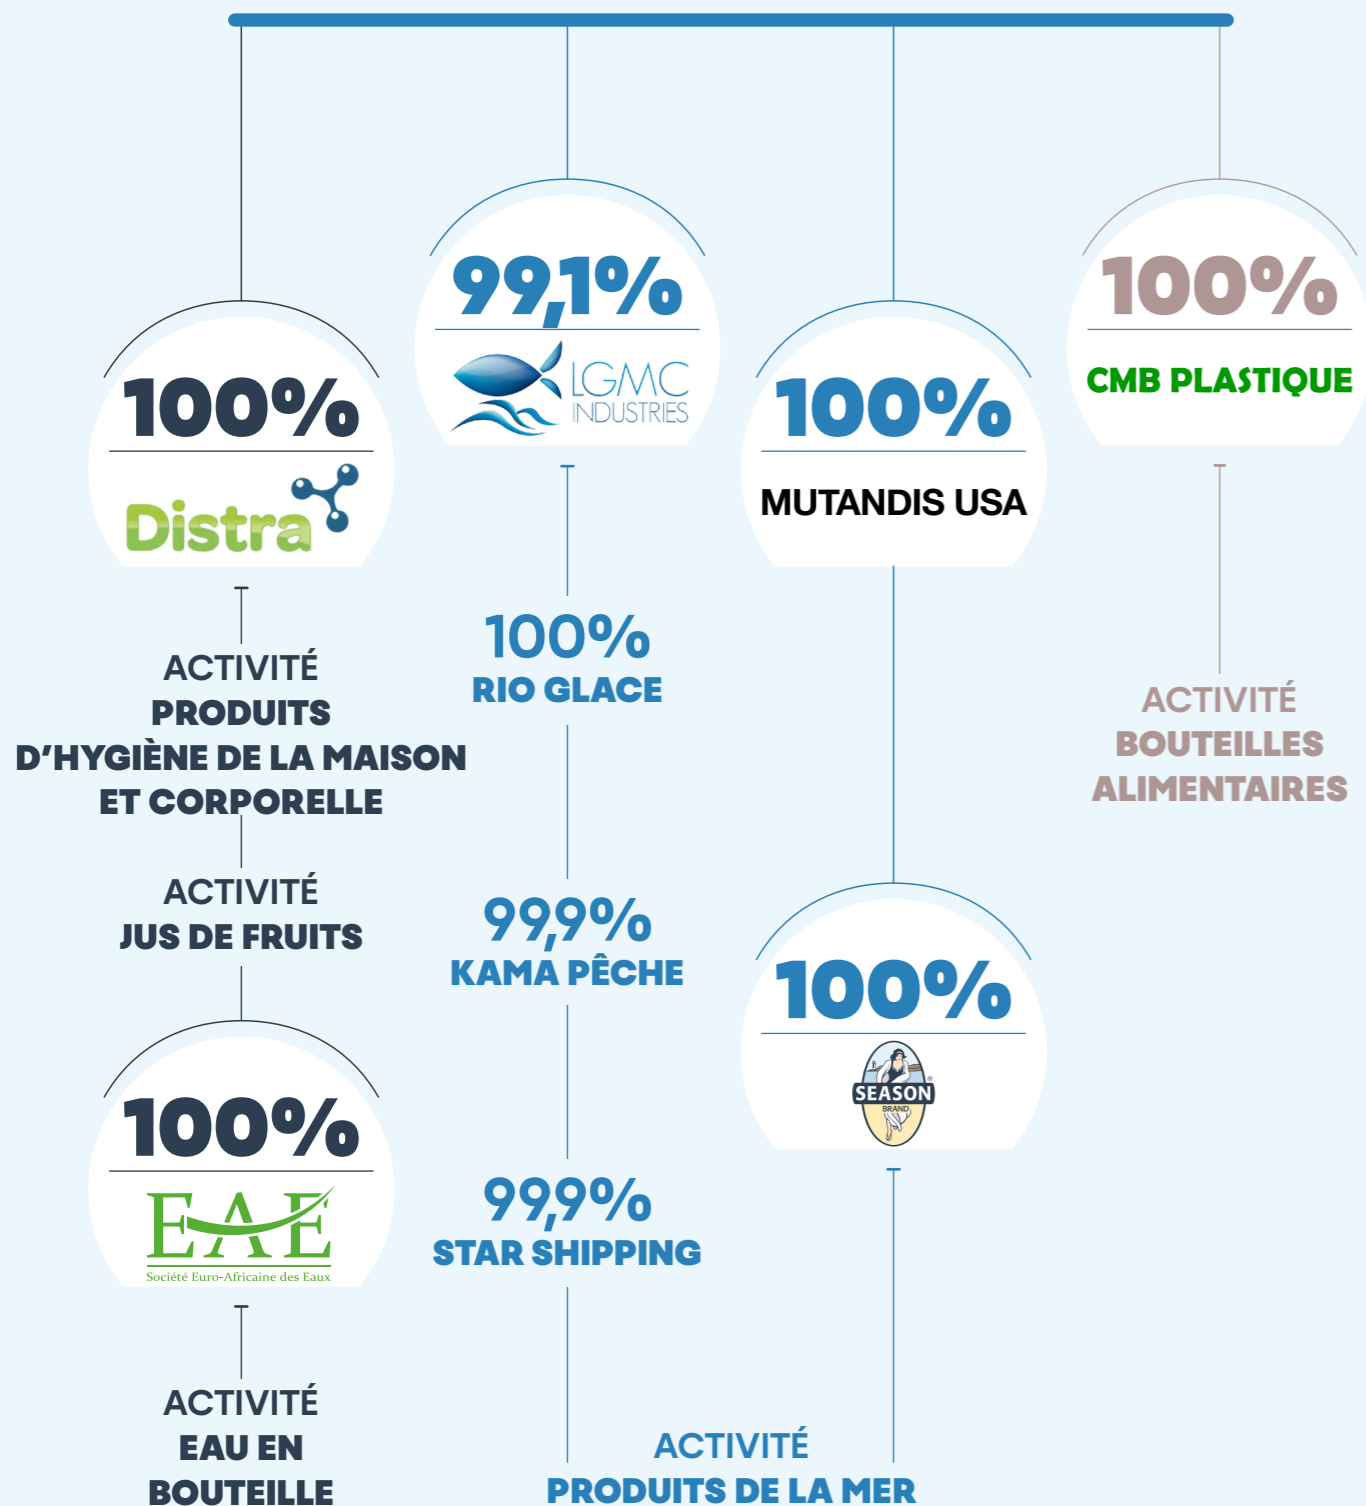 100%
Distra
ACTIVITÉ
PRODUITS
D’HYGIÈNE DE LA MAISON
ET CORPORELLE
ACTIVITÉ
JUS DE FRUITS
100%
EAE
Société Euro-Africaine des Eaux
ACTIVITÉ
EAU EN
BOUTEILLE
99,1%
LGMC
INDUSTRIES
100%
RIO GLACE
99,9%
KAMA PÊCHE
99,9%
STAR SHIPPING
100%
MUTANDIS USA
100%
SEASON
BRAND
®
ACTIVITÉ
PRODUITS DE LA MER
100%
CMB PLASTIQUE
ACTIVITÉ
BOUTEILLES
ALIMENTAIRES